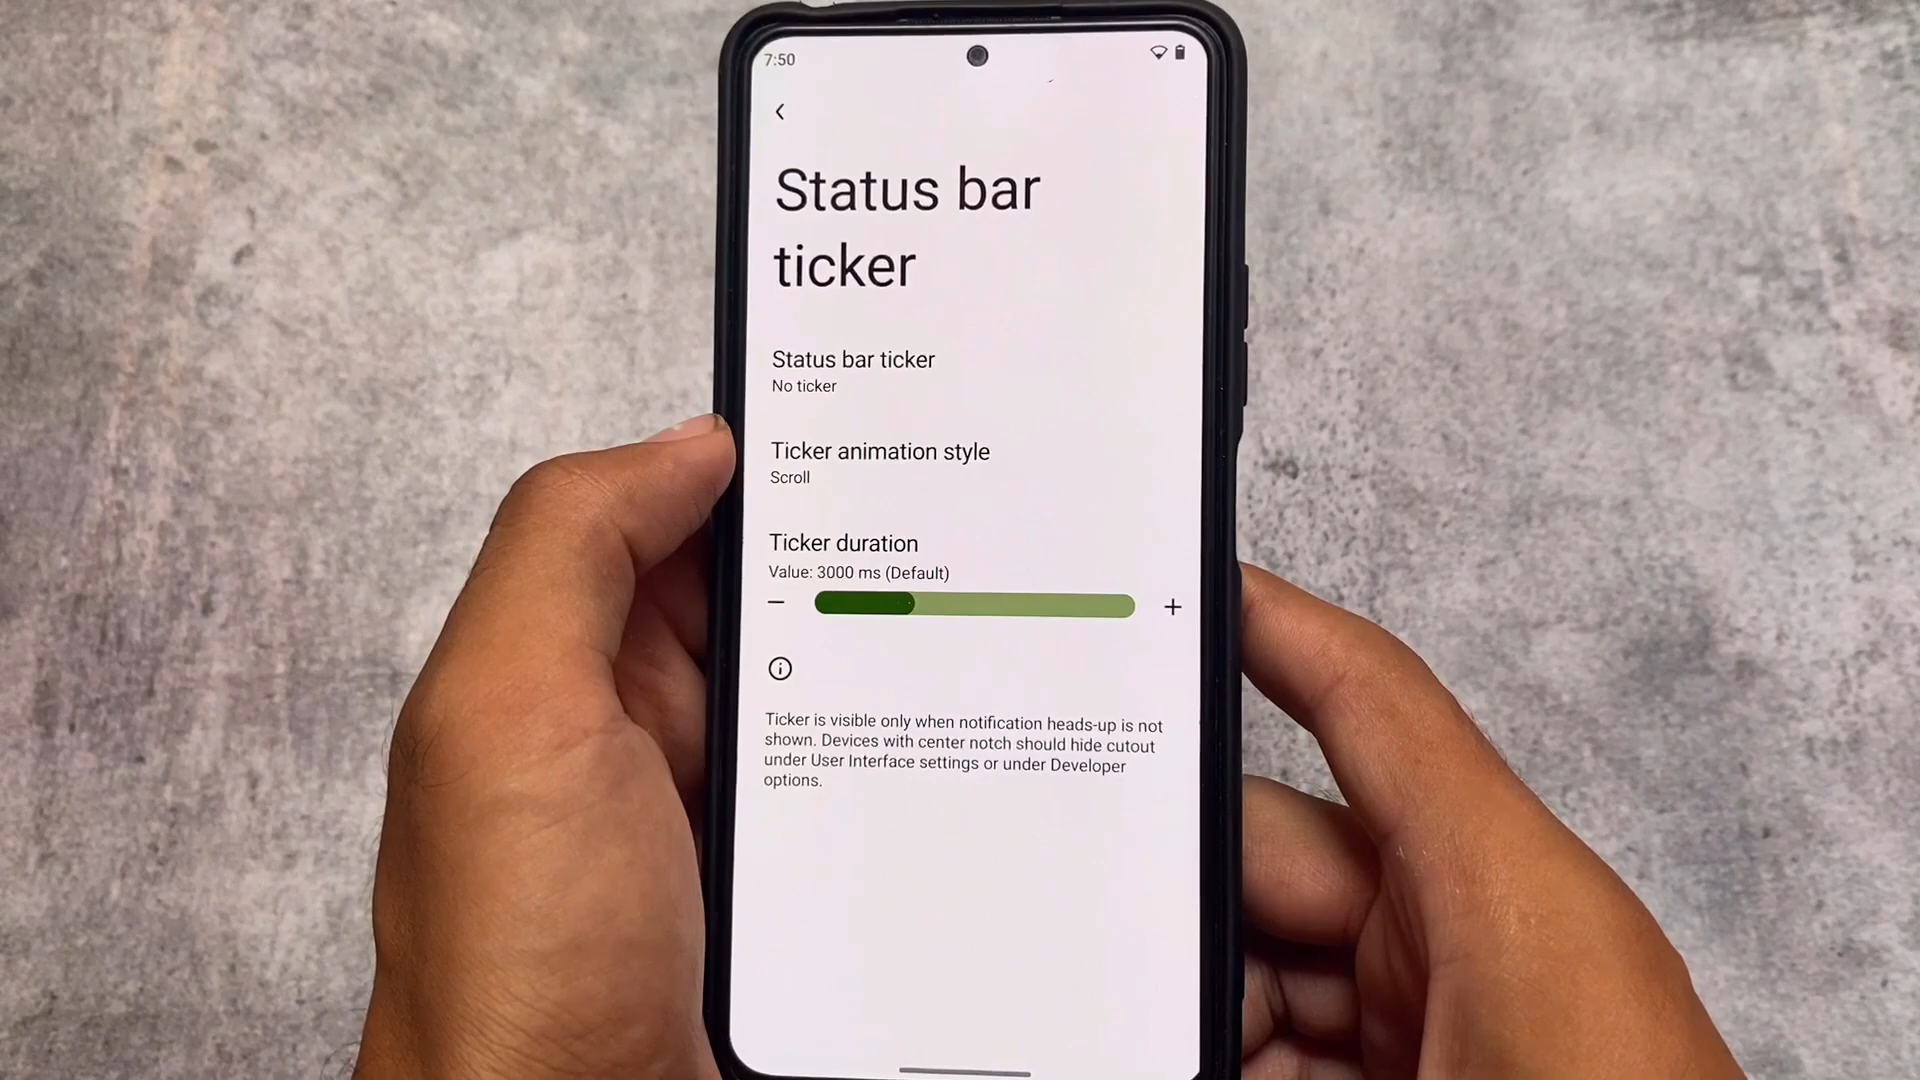 7:50
Status bar
ticker
Status bar ticker
No ticker
Ticker animation style
Scroll
Ticker duration
Value: 3000 ms (Default)
Ticker is visible only when notification heads-up is not
shown. Devices with center notch should hide cutout
under User Interface settings or under Developer
options.